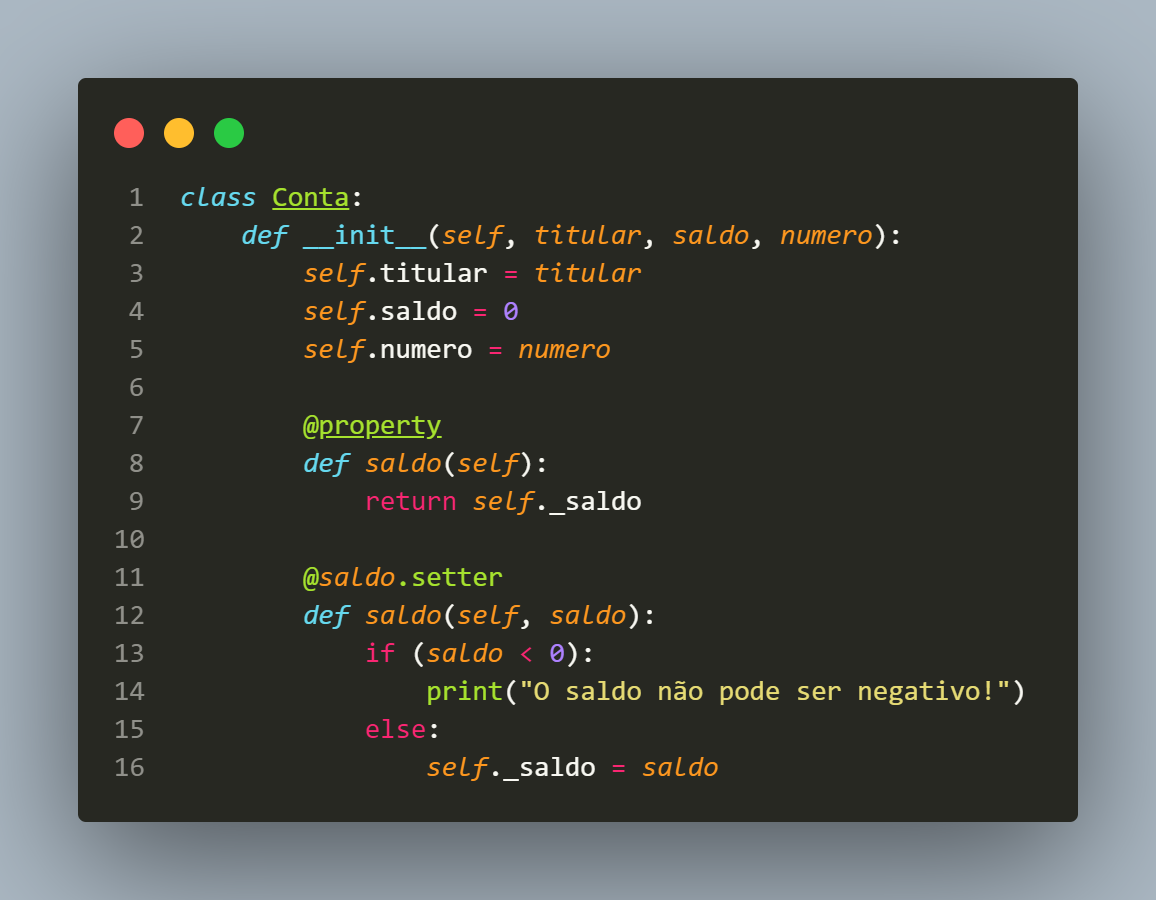 1 class Conta:
2     def __init__(self, titular, saldo, numero):
3         self.titular = titular
4         self.saldo = 0
5         self.numero = numero
6
7         @property
8         def saldo(self):
9             return self._saldo
10
11         @saldo.setter
12         def saldo(self, saldo):
13             if (saldo < 0):
14                 print("O saldo não pode ser negativo!")
15             else:
16                 self._saldo = saldo